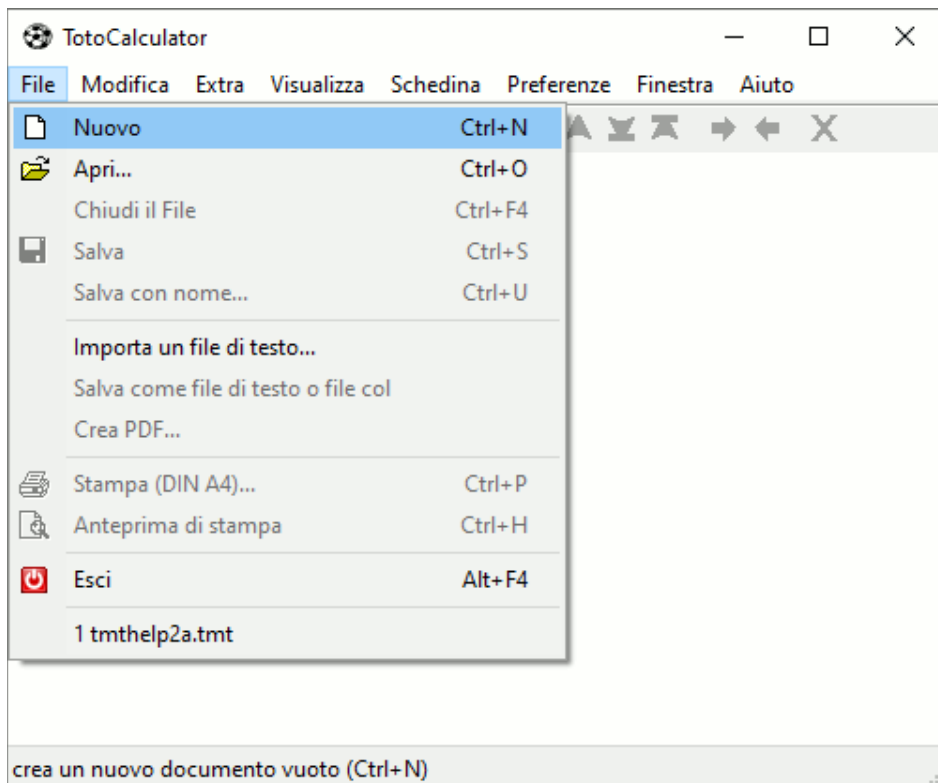 TotoCalculator
File Modifica Extra Visualizza Schedina Preferenze Finestra Aiuto
Nuovo Ctrl+N
Apri... Ctrl+O
Chiudi il File Ctrl+F4
Salva Ctrl+S
Salva con nome... Ctrl+U
Importa un file di testo...
Salva come file di testo o file col
Crea PDF...
Stampa (DIN A4)... Ctrl+P
Anteprima di stampa Ctrl+H
Esci Alt+F4
1 tmthelp2a.tmt
crea un nuovo documento vuoto (Ctrl+N)